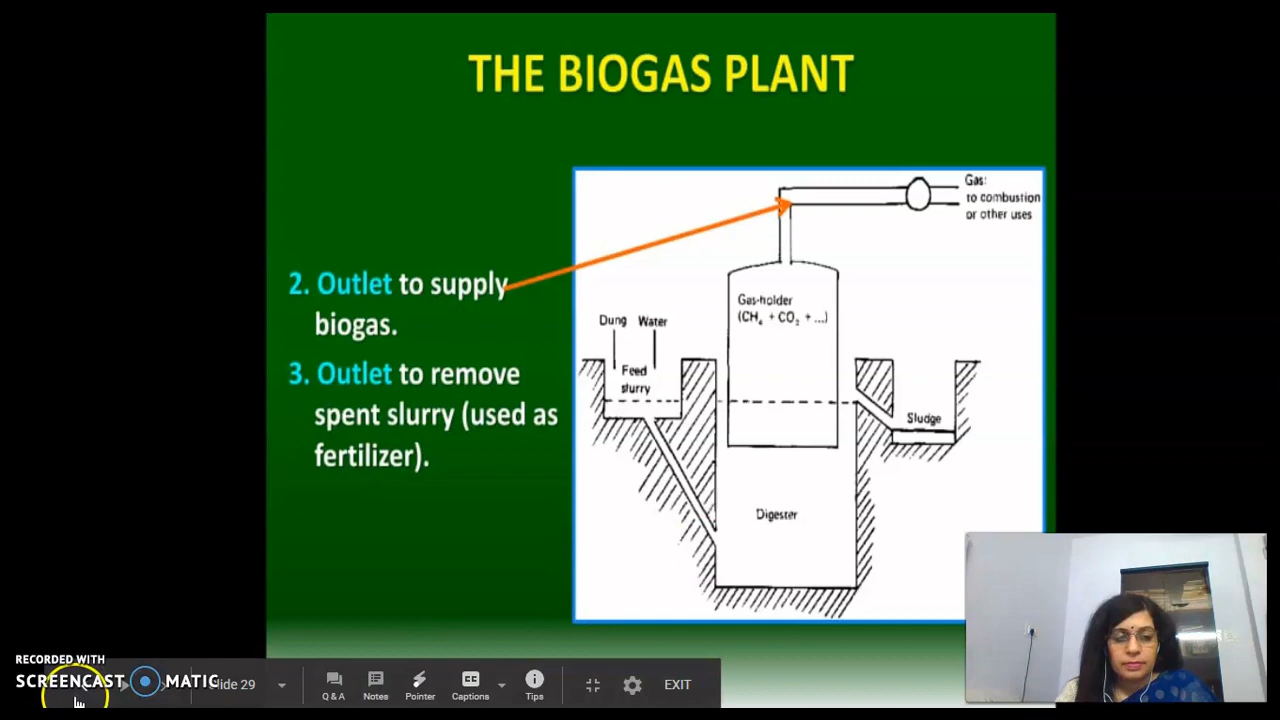 THE BIOGAS PLANT
2. Outlet to supply
biogas.
3. Outlet to remove
spent slurry (used as
fertilizer).
Gas:
to combustion
or other uses
Gas-holder
(CH₄ + CO₂ + ...)
Dung Water
Feed
slurry
Sludge
Digester
RECORDED WITH
SCREENCAST MATIC
Slide 29
Q & A
Notes
Pointer
Captions
Tips
EXIT